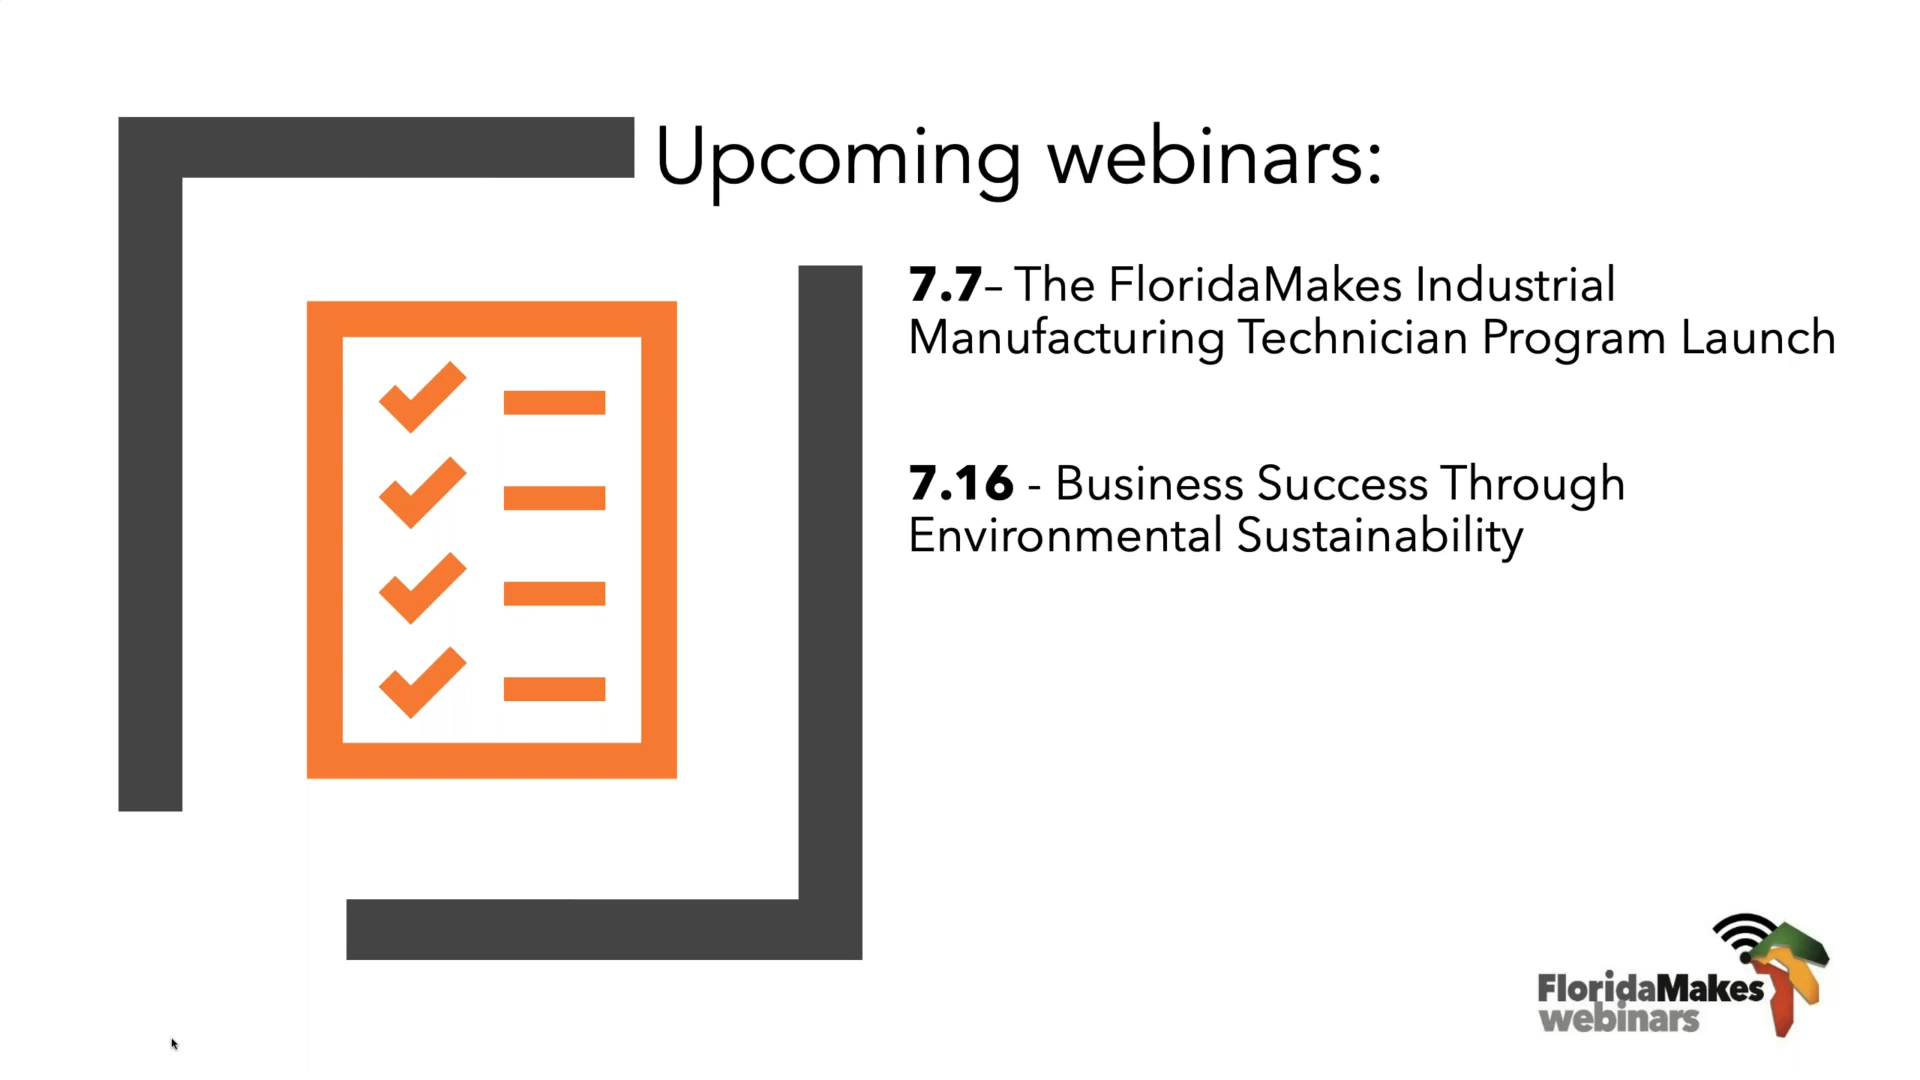 Upcoming webinars:
7.7– The FloridaMakes Industrial
Manufacturing Technician Program Launch
7.16 - Business Success Through
Environmental Sustainability
FloridaMakes
webinars